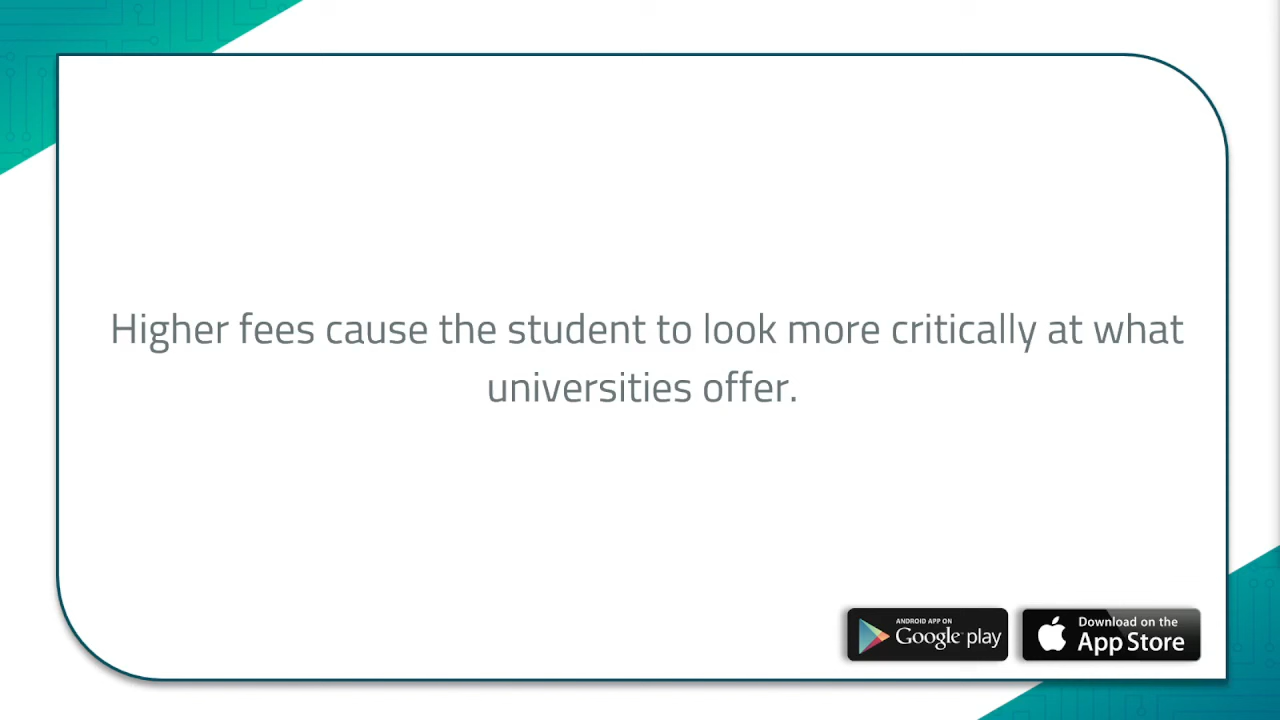 Higher fees cause the student to look more critically at what
universities offer.
ANDROID APP ON
Google play
Download on the
App Store